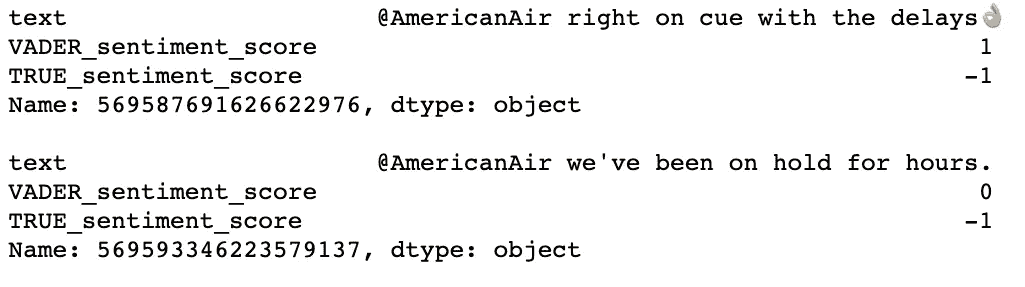 text @AmericanAir right on cue with the delays👌
VADER_sentiment_score 1
TRUE_sentiment_score -1
Name: 569587691626622976, dtype: object
text @AmericanAir we've been on hold for hours.
VADER_sentiment_score 0
TRUE_sentiment_score -1
Name: 569593346223579137, dtype: object